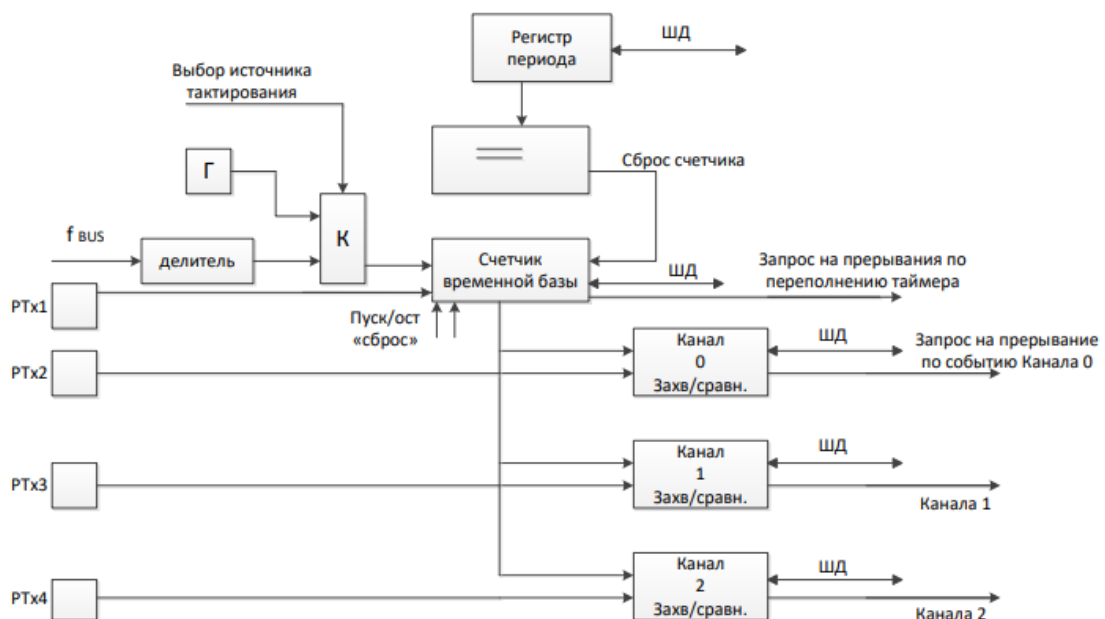 Регистр
периода
ШД
Выбор источника
тактирования
Сброс счетчика
Г
К
f BUS
делитель
Счетчик
временной базы
ШД
Запрос на прерывания по
переполнению таймера
PTx1
Пуск/ост
«сброс»
Канал
0
Захв/сравн.
ШД
Запрос на прерывание
по событию Канала 0
PTx2
Канал
1
Захв/сравн.
ШД
PTx3
Канала 1
Канал
2
Захв/сравн.
ШД
PTx4
Канала 2